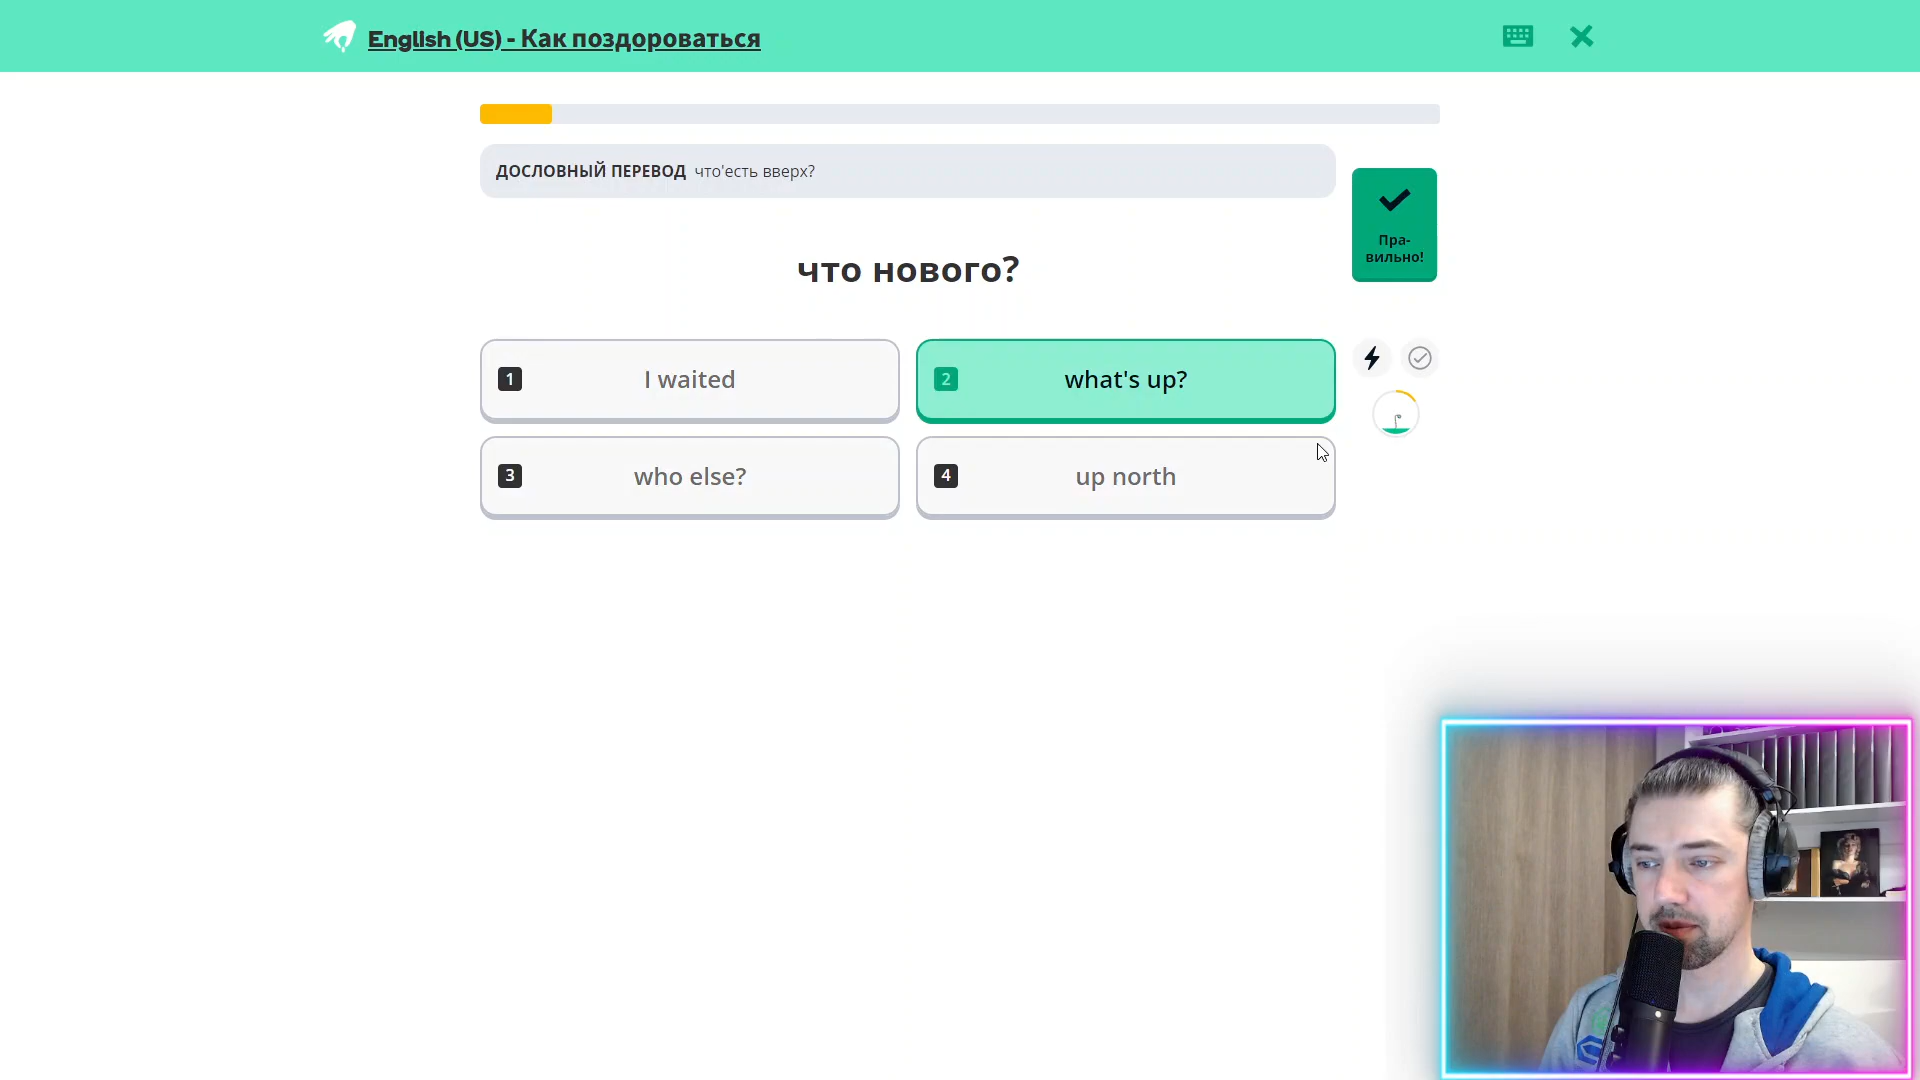 English (US) - Как поздороваться
ДОСЛОВНЫЙ ПЕРЕВОД что'есть вверх?
Пра-
вильно!
что нового?
1 I waited
2 what's up?
3 who else?
4 up north